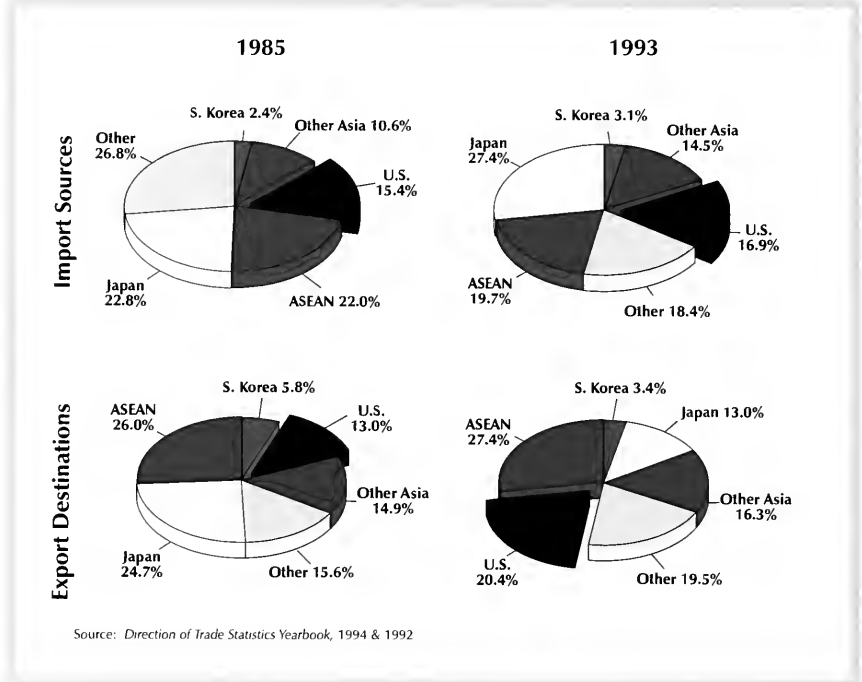 1985
1993
Import Sources
S. Korea 2.4%
Other Asia 10.6%
U.S.
15.4%
ASEAN 22.0%
Japan
22.8%
Other
26.8%
S. Korea 3.1%
Other Asia
14.5%
U.S.
16.9%
Other 18.4%
ASEAN
19.7%
Japan
27.4%
Export Destinations
S. Korea 5.8%
U.S.
13.0%
Other Asia
14.9%
Other 15.6%
Japan
24.7%
ASEAN
26.0%
S. Korea 3.4%
Japan 13.0%
Other Asia
16.3%
Other 19.5%
U.S.
20.4%
ASEAN
27.4%
Source: Direction of Trade Statistics Yearbook, 1994 & 1992